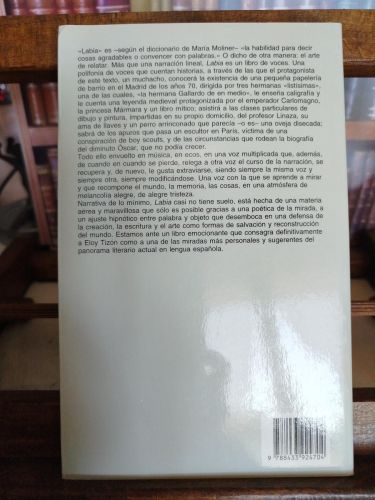 «Labia» es –según el diccionario de María Moliner– «la habilidad para decir
cosas agradables o convencer con palabras.» O dicho de otra manera: el arte
de relatar. Más que una narración lineal, Labia es un libro de voces. Una
polifonía de voces que cuentan historias, a través de las que el protagonista
de este texto, un muchacho, conocerá la existencia de una pequeña papelería
de barrio en el Madrid de los años 70, dirigida por tres hermanas «listísimas»,
una de las cuales, «la hermana Gallardo de en medio», le enseña caligrafía y
le cuenta una leyenda medieval protagonizada por el emperador Carlomagno,
la princesa Mármara y un libro mítico; asistirá a las clases particulares de
dibujo y pintura, impartidas en su propio domicilio, del profesor Linaza, su
ama de llaves y un perro arrinconado que parecía –o es– una oveja disecada;
sabrá de los apuros que pasa un escultor en París, víctima de una
conspiración de boy scouts, y de las circunstancias que rodean la biografía
del diminuto Óscar, que no podía crecer.
Todo ello envuelto en música, en ecos, en una voz multiplicada que, además,
de cuando en cuando se pierde, relega a otra voz el curso de la narración, se
recupera y, de nuevo, le gusta extraviarse, siendo siempre la misma voz y
siempre otra, siempre modificándose. Una voz con la que se aprende a mirar
y que recompone el mundo, la memoria, las cosas, en una atmósfera de
melancolía alegre, de alegre tristeza.
Narrativa de lo mínimo, Labia casi no tiene suelo, está hecha de una materia
aérea y maravillosa que sólo es posible gracias a una poética de la mirada, a
un ajuste hipnótico entre palabra y objeto que desemboca en una defensa de
la creación, la escritura y el arte como formas de salvación y reconstrucción
del mundo. Estamos ante un libro emocionante que consagra definitivamente
a Eloy Tizón como a una de las miradas más personales y sugerentes del
panorama literario actual en lengua española.
9 788433 924704